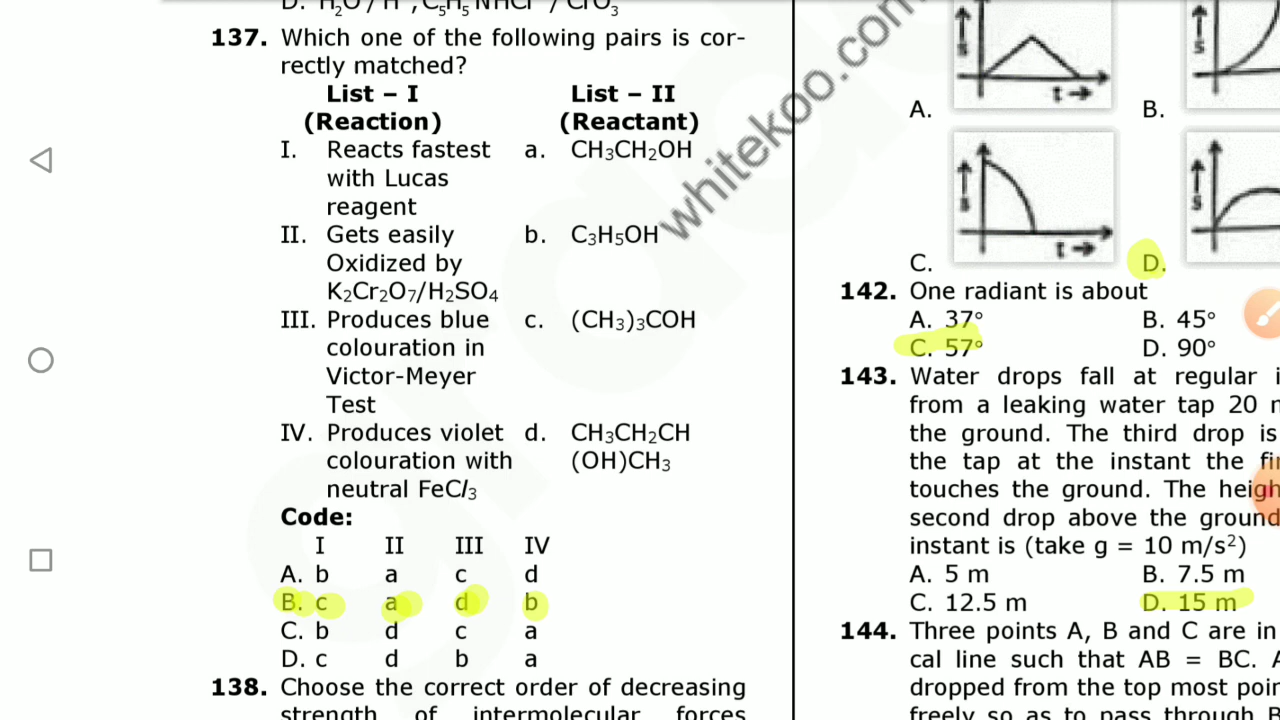 D. H₂O / H⁺, C₅H₅NHCl⁻ / CrO₃
137. Which one of the following pairs is cor-
rectly matched?
List – I List – II
(Reaction) (Reactant)
I. Reacts fastest a. CH₃CH₂OH
with Lucas
reagent
II. Gets easily b. C₃H₅OH
Oxidized by
K₂Cr₂O₇/H₂SO₄
III. Produces blue c. (CH₃)₃COH
colouration in
Victor-Meyer
Test
IV. Produces violet d. CH₃CH₂CH
colouration with (OH)CH₃
neutral FeCl₃
Code:
I II III IV
A. b a c d
B. c a d b
C. b d c a
D. c d b a
138. Choose the correct order of decreasing
strength of intermolecular forces
whitekoo.com
s t
A.
s
B.
s t
C.
s
D.
142. One radiant is about
A. 37° B. 45°
C. 57° D. 90°
143. Water drops fall at regular
from a leaking water tap 20
the ground. The third drop is
the tap at the instant the
touches the ground. The
second drop above the ground
instant is (take g = 10 m/s²)
A. 5 m B. 7.5 m
C. 12.5 m D. 15 m
144. Three points A, B and C are in
cal line such that AB = BC.
dropped from the top most
freely so as to pass through B